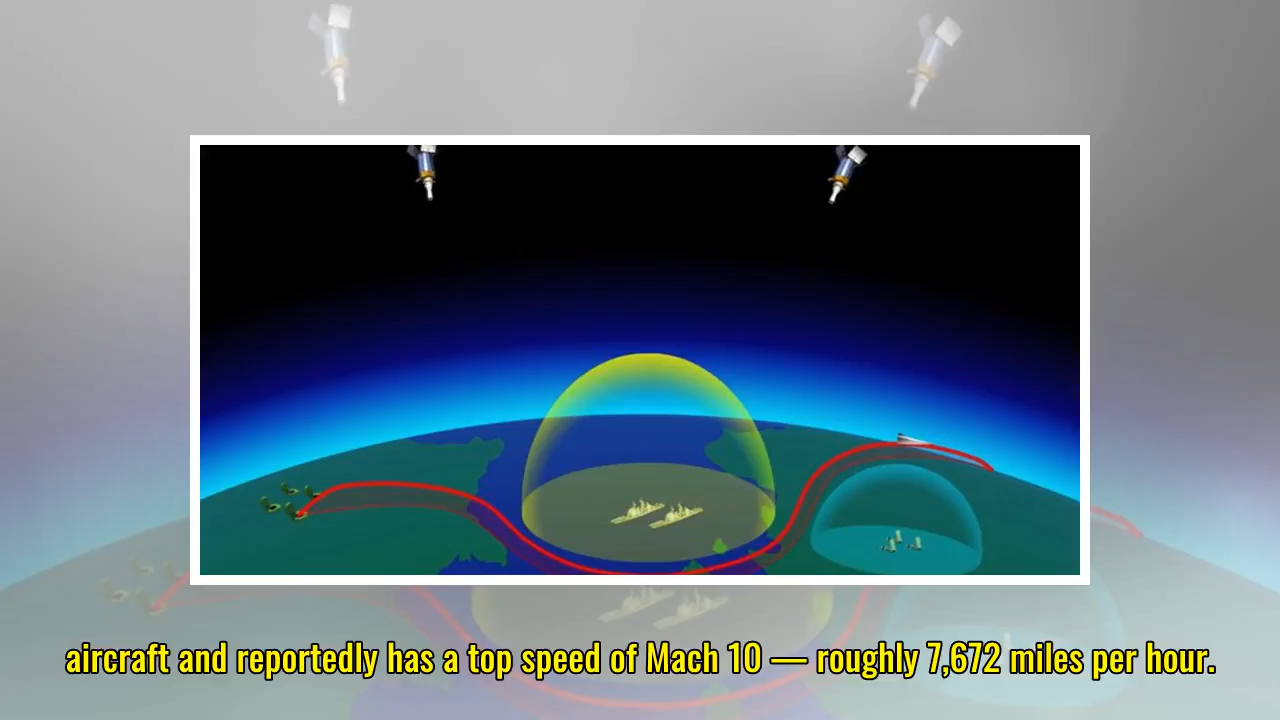 aircraft and reportedly has a top speed of Mach 10 — roughly 7,672 miles per hour.